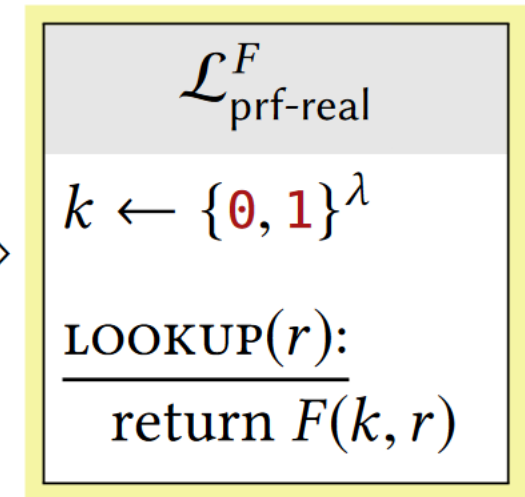 ℒ^F_prf-real
k ← {0, 1}^λ
LOOKUP(r):
return F(k, r)